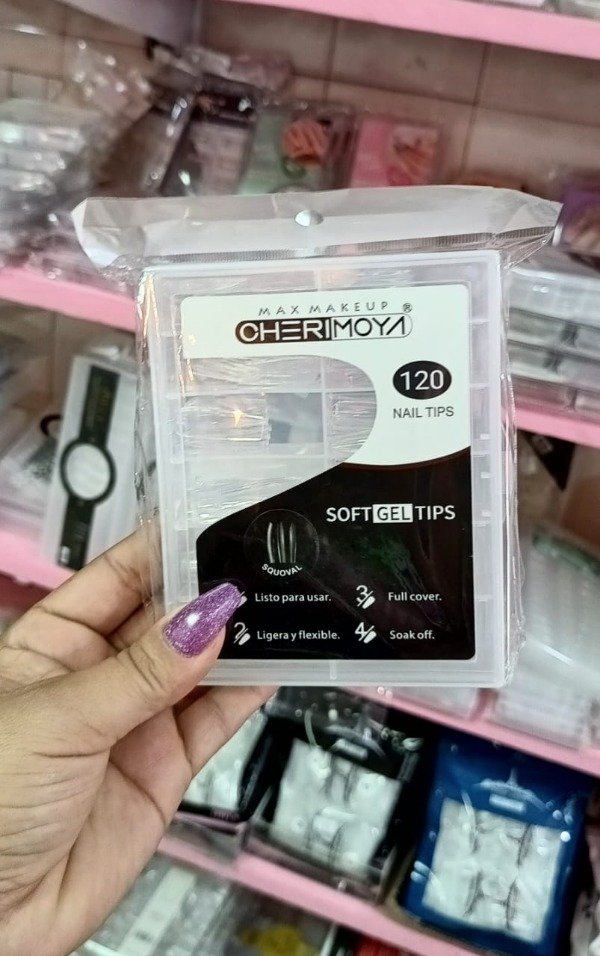 MAX MAKEUP
CHERIMOYA®
120
NAIL TIPS
SOFT GEL TIPS
SQUOVAL
Listo para usar.
3 Full cover.
2 Ligera y flexible.
4 Soak off.